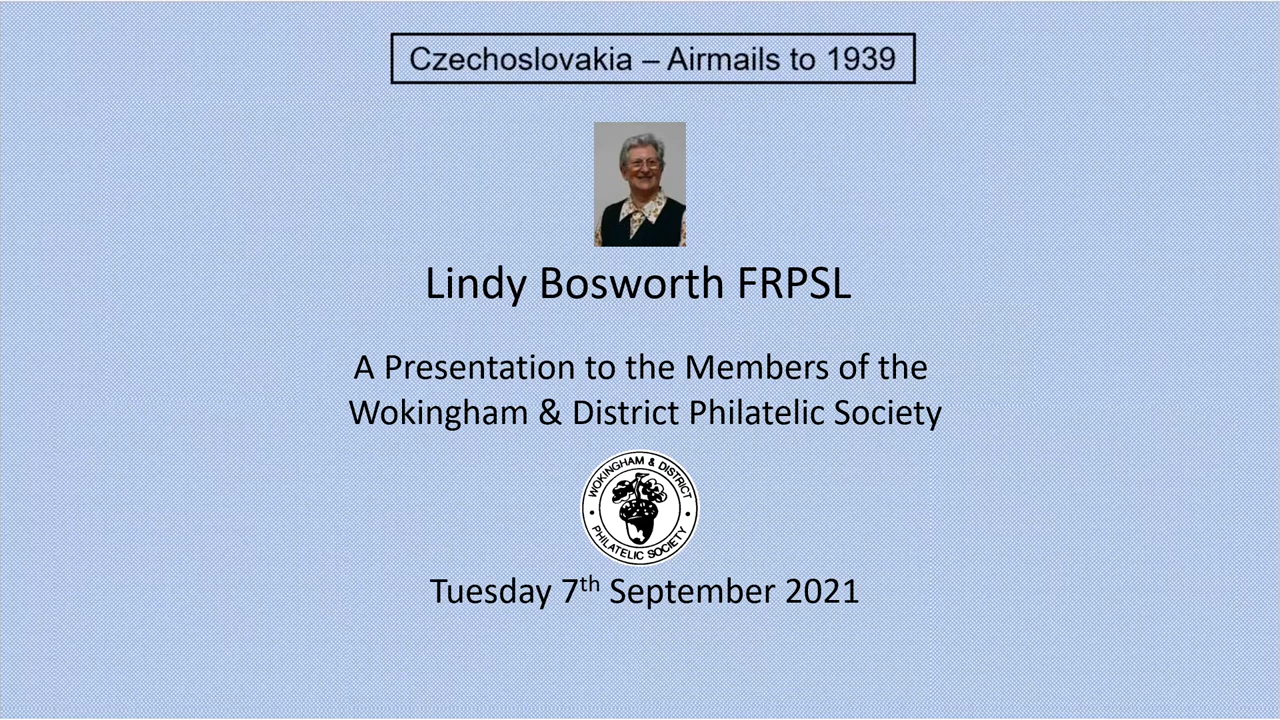 Czechoslovakia – Airmails to 1939
Lindy Bosworth FRPSL
A Presentation to the Members of the
Wokingham & District Philatelic Society
WOKINGHAM & DISTRICT
PHILATELIC SOCIETY
Tuesday 7th September 2021